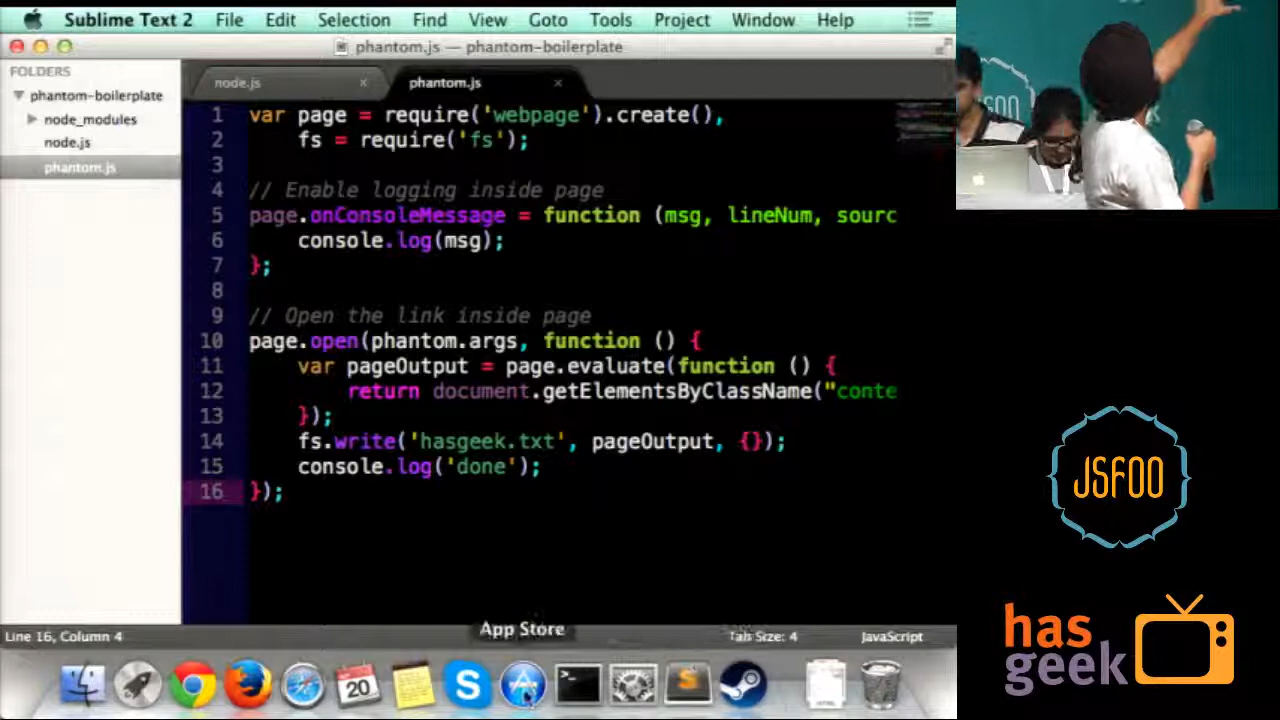 Sublime Text 2 File Edit Selection Find View Goto Tools Project Window Help
phantom.js — phantom-boilerplate
FOLDERS
phantom-boilerplate
node_modules
node.js
phantom.js
node.js
phantom.js
1 var page = require('webpage').create(),
2 fs = require('fs');
3
4 // Enable logging inside page
5 page.onConsoleMessage = function (msg, lineNum, sourc
6 console.log(msg);
7 };
8
9 // Open the link inside page
10 page.open(phantom.args, function () {
11 var pageOutput = page.evaluate(function () {
12 return document.getElementsByClassName("conte
13 });
14 fs.write('hasgeek.txt', pageOutput, {});
15 console.log('done');
16 });
Line 16, Column 4
App Store
Tab Size: 4
JavaScript
20
JSFOO
has
geek